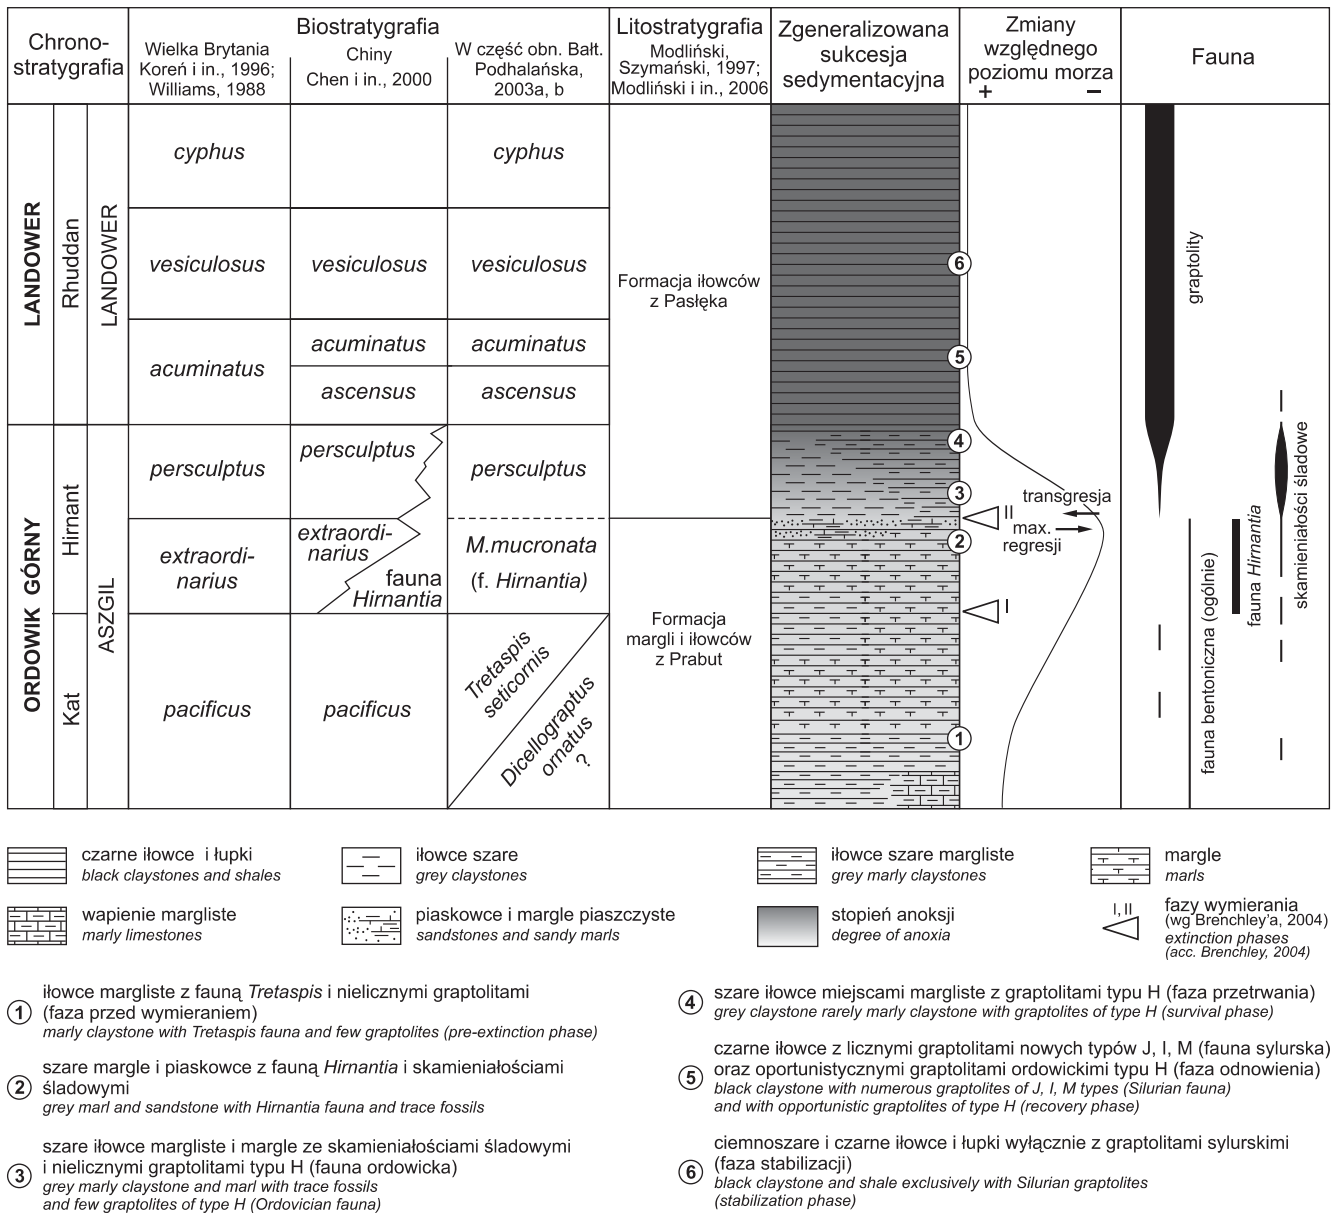 Chrono-
stratygrafia
Biostratygrafia
Wielka Brytania
Koreń i in., 1996;
Williams, 1988
Chiny
Chen i in., 2000
W część obn. Bałt.
Podhalańska,
2003a, b
Litostratygrafia
Modliński,
Szymański, 1997;
Modliński i in., 2006
Zgeneralizowana
sukcesja
sedymentacyjna
Zmiany
względnego
poziomu morza
+ –
Fauna
LANDOWER
Rhuddan
LANDOWER
ORDOWIK GÓRNY
Hirnant
Kat
ASZGIL
cyphus
vesiculosus
acuminatus
persculptus
extraordi-
narius
pacificus
vesiculosus
acuminatus
ascensus
persculptus
extraordi-
narius
fauna
Hirnantia
pacificus
cyphus
vesiculosus
acuminatus
ascensus
persculptus
M.mucronata
(f. Hirnantia)
Tretaspis
seticornis
Dicellograptus
ornatus
?
Formacja iłowców
z Pasłęka
Formacja
margli i iłowców
z Prabut
6
5
4
3
2
1
II
I
transgresja
max.
regresji
graptolity
fauna bentoniczna (ogólnie)
fauna Hirnantia
skamieniałości śladowe
czarne iłowce i łupki
black claystones and shales
iłowce szare
grey claystones
iłowce szare margliste
grey marly claystones
margle
marls
wapienie margliste
marly limestones
piaskowce i margle piaszczyste
sandstones and sandy marls
stopień anoksji
degree of anoxia
I, II
fazy wymierania
(wg Brenchley'a, 2004)
extinction phases
(acc. Brenchley, 2004)
1
iłowce margliste z fauną Tretaspis i nielicznymi graptolitami
(faza przed wymieraniem)
marly claystone with Tretaspis fauna and few graptolites (pre-extinction phase)
2
szare margle i piaskowce z fauną Hirnantia i skamieniałościami
śladowymi
grey marl and sandstone with Hirnantia fauna and trace fossils
3
szare iłowce margliste i margle ze skamieniałościami śladowymi
i nielicznymi graptolitami typu H (fauna ordowicka)
grey marly claystone and marl with trace fossils
and few graptolites of type H (Ordovician fauna)
4
szare iłowce miejscami margliste z graptolitami typu H (faza przetrwania)
grey claystone rarely marly claystone with graptolites of type H (survival phase)
5
czarne iłowce z licznymi graptolitami nowych typów J, I, M (fauna sylurska)
oraz oportunistycznymi graptolitami ordowickimi typu H (faza odnowienia)
black claystone with numerous graptolites of J, I, M types (Silurian fauna)
and with opportunistic graptolites of type H (recovery phase)
6
ciemnoszare i czarne iłowce i łupki wyłącznie z graptolitami sylurskimi
(faza stabilizacji)
black claystone and shale exclusively with Silurian graptolites
(stabilization phase)